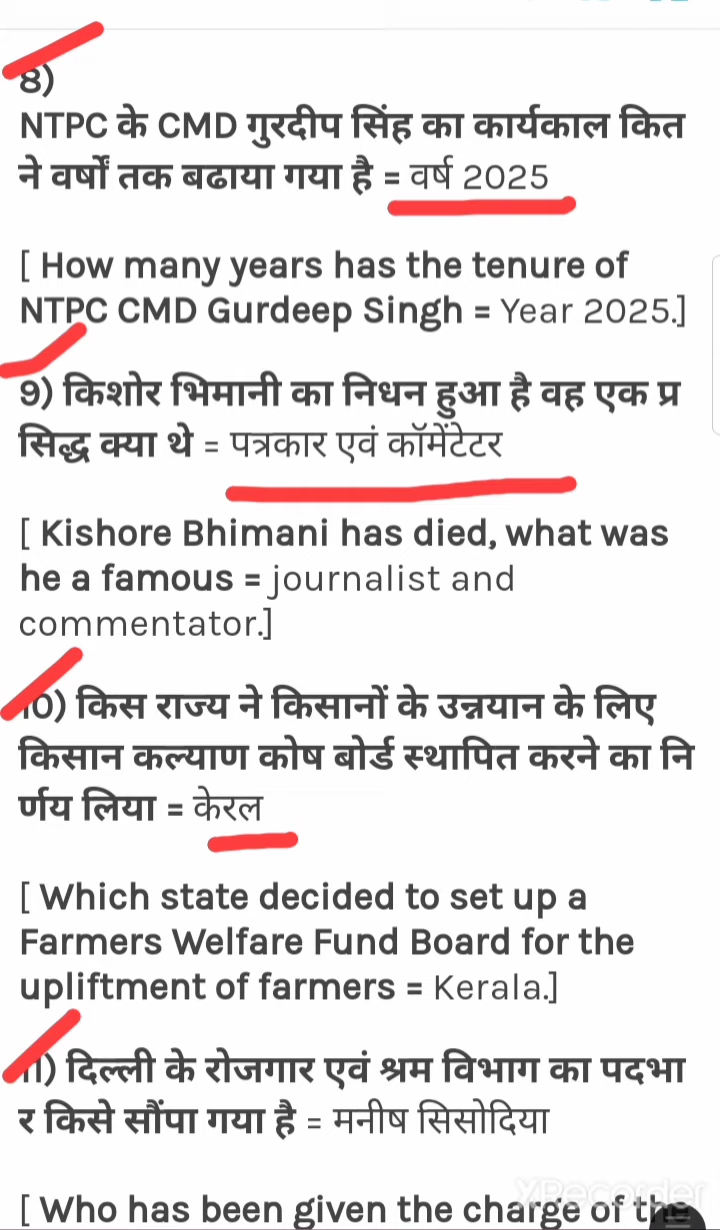 8)
NTPC के CMD गुरदीप सिंह का कार्यकाल कित
ने वर्षों तक बढाया गया है = वर्ष 2025
[ How many years has the tenure of
NTPC CMD Gurdeep Singh = Year 2025.]
9) किशोर भिमानी का निधन हुआ है वह एक प्र
सिद्ध क्या थे = पत्रकार एवं कॉमेंटेटर
[ Kishore Bhimani has died, what was
he a famous = journalist and
commentator.]
10) किस राज्य ने किसानों के उन्नयान के लिए
किसान कल्याण कोष बोर्ड स्थापित करने का नि
र्णय लिया = केरल
[ Which state decided to set up a
Farmers Welfare Fund Board for the
upliftment of farmers = Kerala.]
11) दिल्ली के रोजगार एवं श्रम विभाग का पदभा
र किसे सौंपा गया है = मनीष सिसोदिया
[ Who has been given the charge of the
XRecorder